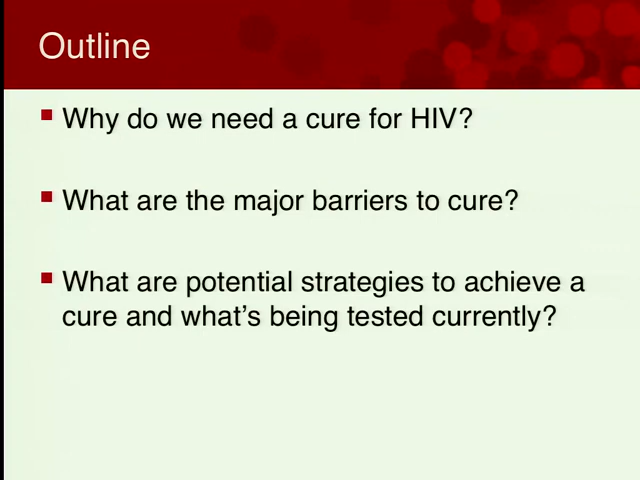 Outline
Why do we need a cure for HIV?
What are the major barriers to cure?
What are potential strategies to achieve a
cure and what's being tested currently?